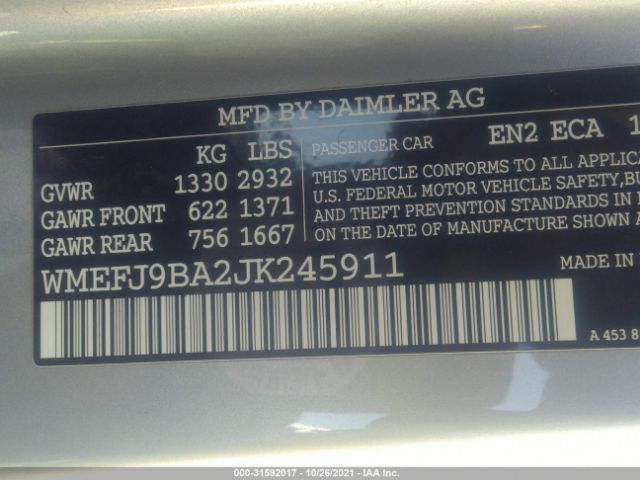 MFD BY DAIMLER AG
KG LBS
GVWR 1330 2932
GAWR FRONT 622 1371
GAWR REAR 756 1667
PASSENGER CAR EN2 ECA 1
THIS VEHICLE CONFORMS TO ALL
U.S. FEDERAL MOTOR VEHICLE SAFETY,
AND THEFT PREVENTION STANDARDS IN
ON THE DATE OF MANUFACTURE SHOWN
WMEFJ9BA2JK245911
MADE IN
A 453 8
000-31592017 - 10/26/2021 - IAA Inc.